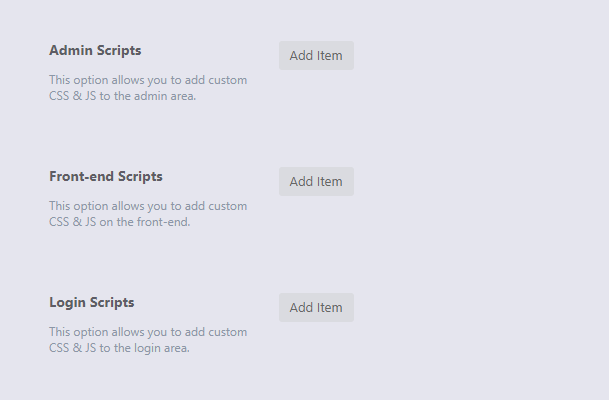 Admin Scripts
Add Item
This option allows you to add custom
CSS & JS to the admin area.
Front-end Scripts
Add Item
This option allows you to add custom
CSS & JS on the front-end.
Login Scripts
Add Item
This option allows you to add custom
CSS & JS to the login area.